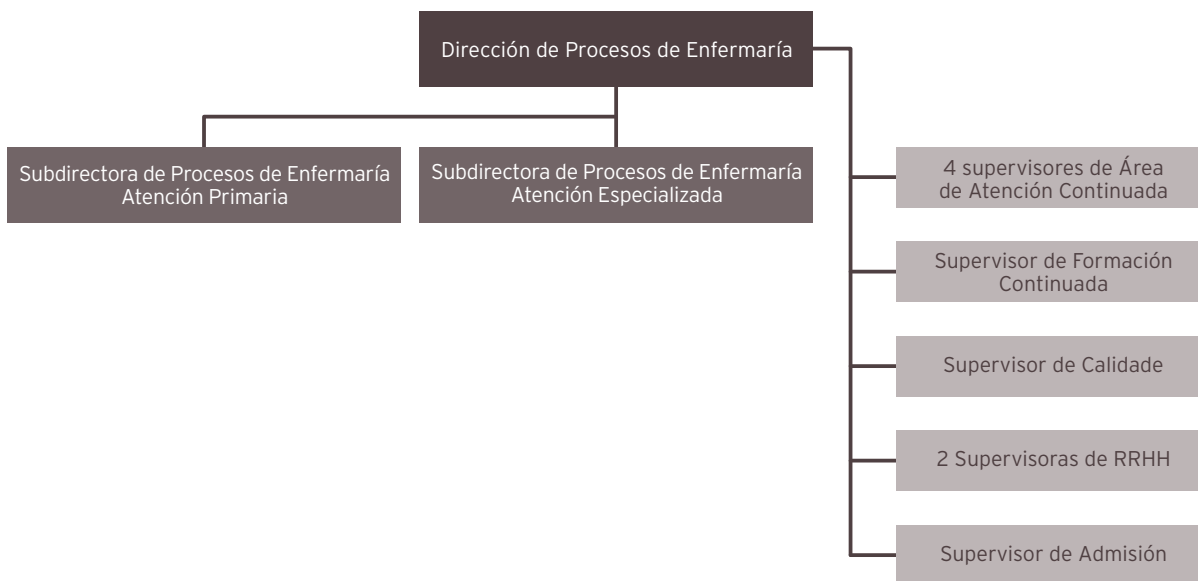 Dirección de Procesos de Enfermaría
Subdirectora de Procesos de Enfermaría
Atención Primaria
Subdirectora de Procesos de Enfermaría
Atención Especializada
4 supervisores de Área
de Atención Continuada
Supervisor de Formación
Continuada
Supervisor de Calidade
2 Supervisoras de RRHH
Supervisor de Admisión